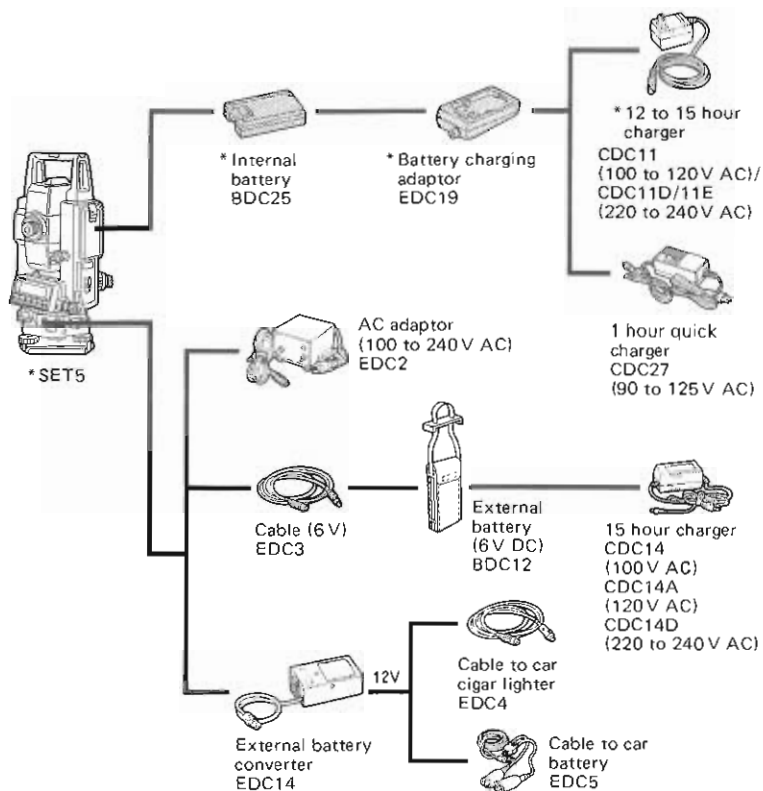 * 12 to 15 hour
charger
CDC11
(100 to 120V AC)/
CDC11D/11E
(220 to 240V AC)
* Internal
battery
BDC25
* Battery charging
adaptor
EDC19
1 hour quick
charger
CDC27
(90 to 125V AC)
* SET5
AC adaptor
(100 to 240V AC)
EDC2
Cable (6V)
EDC3
External
battery
(6V DC)
BDC12
15 hour charger
CDC14
(100V AC)
CDC14A
(120V AC)
CDC14D
(220 to 240V AC)
External battery
converter
EDC14
12V
Cable to car
cigar lighter
EDC4
Cable to car
battery
EDC5